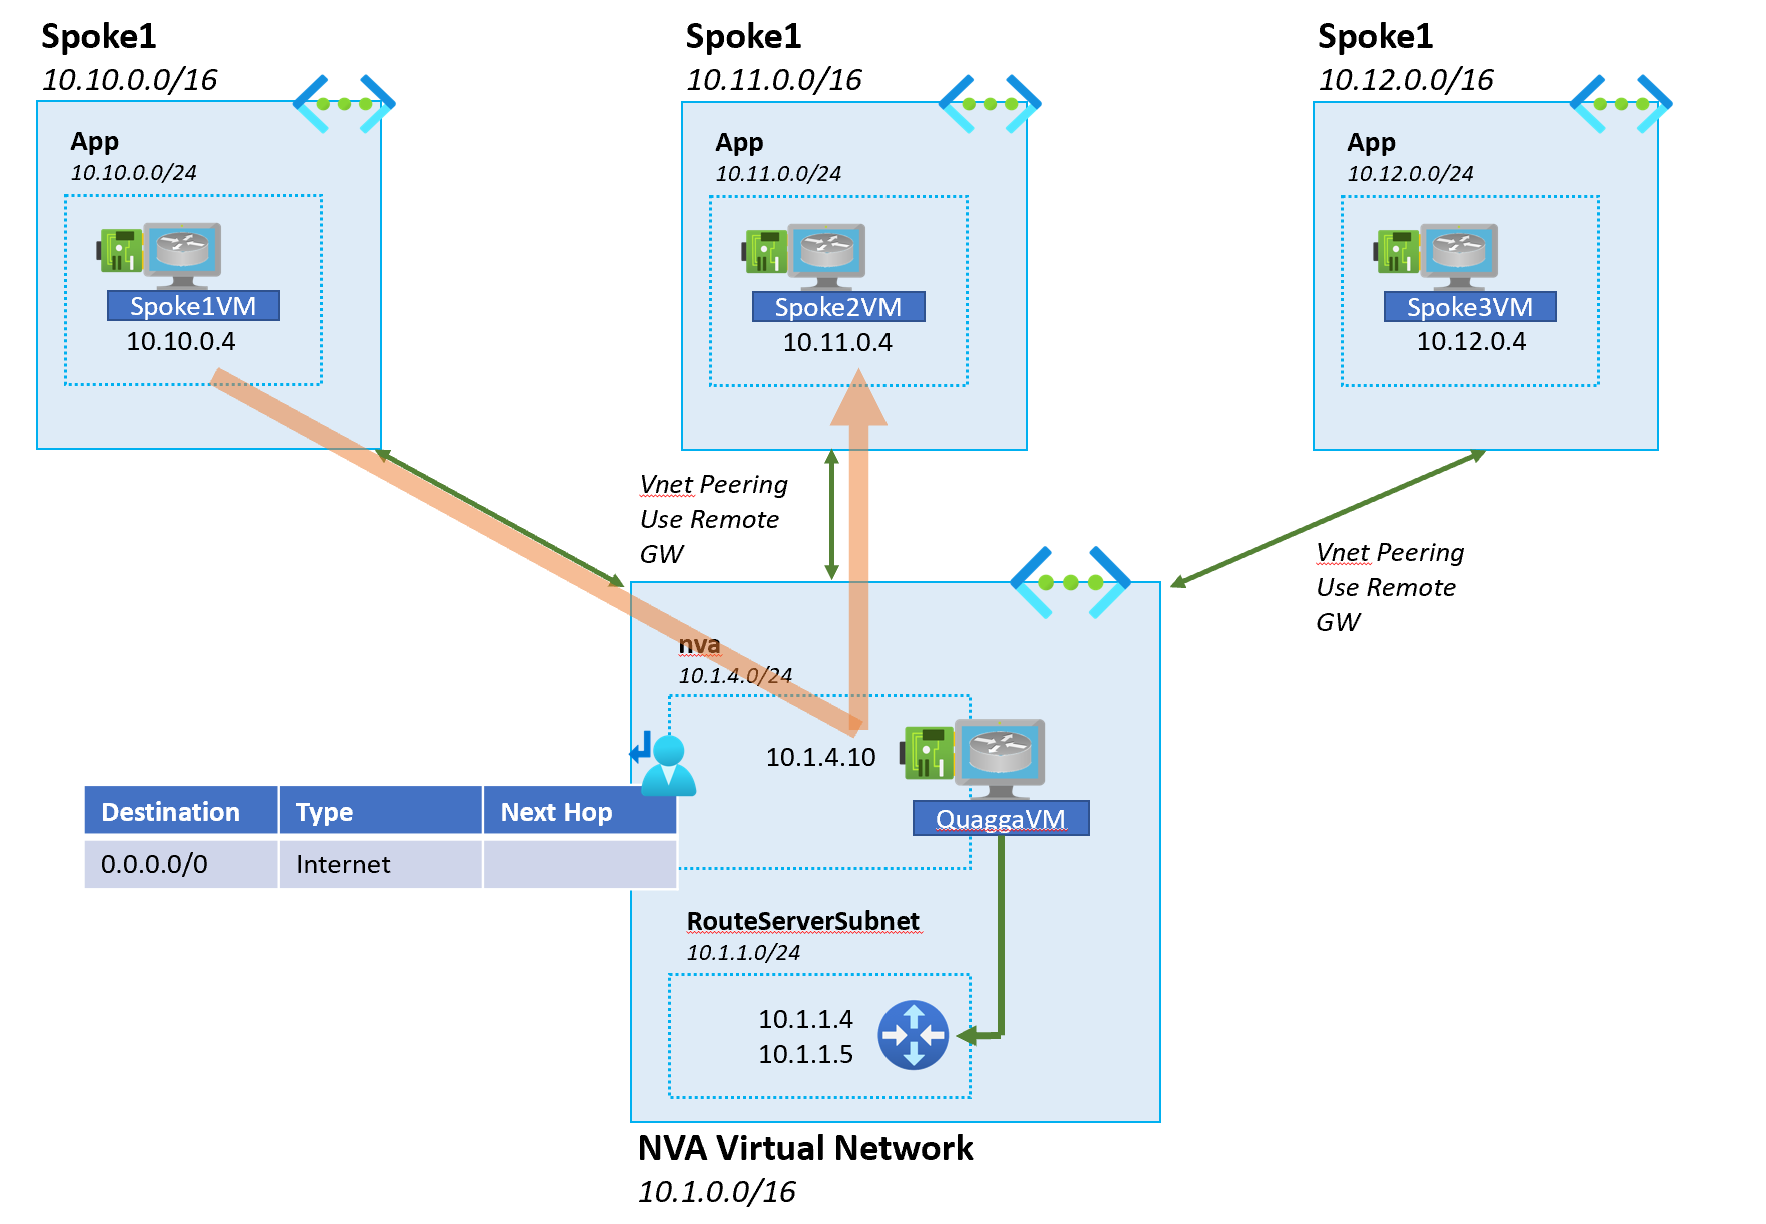 Spoke1
10.10.0.0/16
App
10.10.0.0/24
Spoke1VM
10.10.0.4
Spoke1
10.11.0.0/16
App
10.11.0.0/24
Spoke2VM
10.11.0.4
Spoke1
10.12.0.0/16
App
10.12.0.0/24
Spoke3VM
10.12.0.4
Vnet Peering
Use Remote
GW
Vnet Peering
Use Remote
GW
nva
10.1.4.0/24
10.1.4.10
QuaggaVM
Destination Type Next Hop
0.0.0.0/0 Internet
RouteServerSubnet
10.1.1.0/24
10.1.1.4
10.1.1.5
NVA Virtual Network
10.1.0.0/16